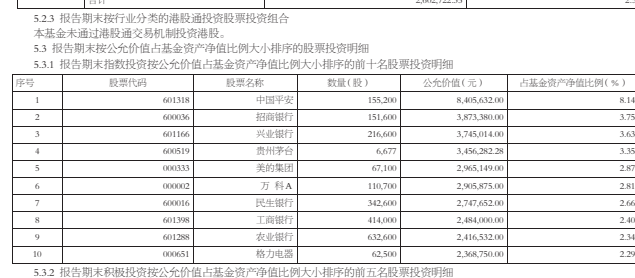 合计 2,602,722.55
5.2.3 报告期末按行业分类的港股通投资股票投资组合
本基金未通过港股通交易机制投资港股。
5.3 报告期末按公允价值占基金资产净值比例大小排序的股票投资明细
5.3.1 报告期末指数投资按公允价值占基金资产净值比例大小排序的前十名股票投资明细
序号 股票代码 股票名称 数量(股) 公允价值(元) 占基金资产净值比例(%)
1 601318 中国平安 155,200 8,405,632.00 8.14
2 600036 招商银行 151,600 3,873,380.00 3.75
3 601166 兴业银行 216,600 3,745,014.00 3.63
4 600519 贵州茅台 6,677 3,456,282.28 3.35
5 000333 美的集团 67,100 2,965,149.00 2.87
6 000002 万 科A 110,700 2,905,875.00 2.81
7 600016 民生银行 342,600 2,747,652.00 2.66
8 601398 工商银行 414,000 2,484,000.00 2.40
9 601288 农业银行 632,600 2,416,532.00 2.34
10 000651 格力电器 62,500 2,368,750.00 2.29
5.3.2 报告期末积极投资按公允价值占基金资产净值比例大小排序的前五名股票投资明细